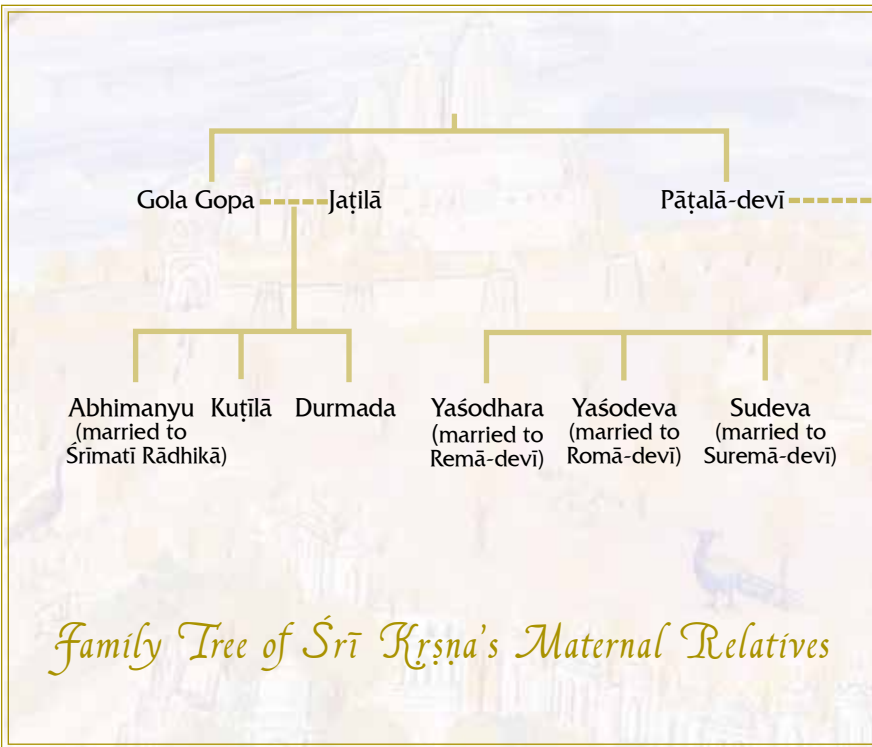 Gola Gopa Jaṭilā Pāṭalā-devī
Abhimanyu Kuṭīlā Durmada Yaśodhara Yaśodeva Sudeva
(married to (married to (married to (married to
Śrīmatī Rādhikā) Remā-devī) Romā-devī) Suremā-devī)
Family Tree of Śrī Kṛṣṇa's Maternal Relatives